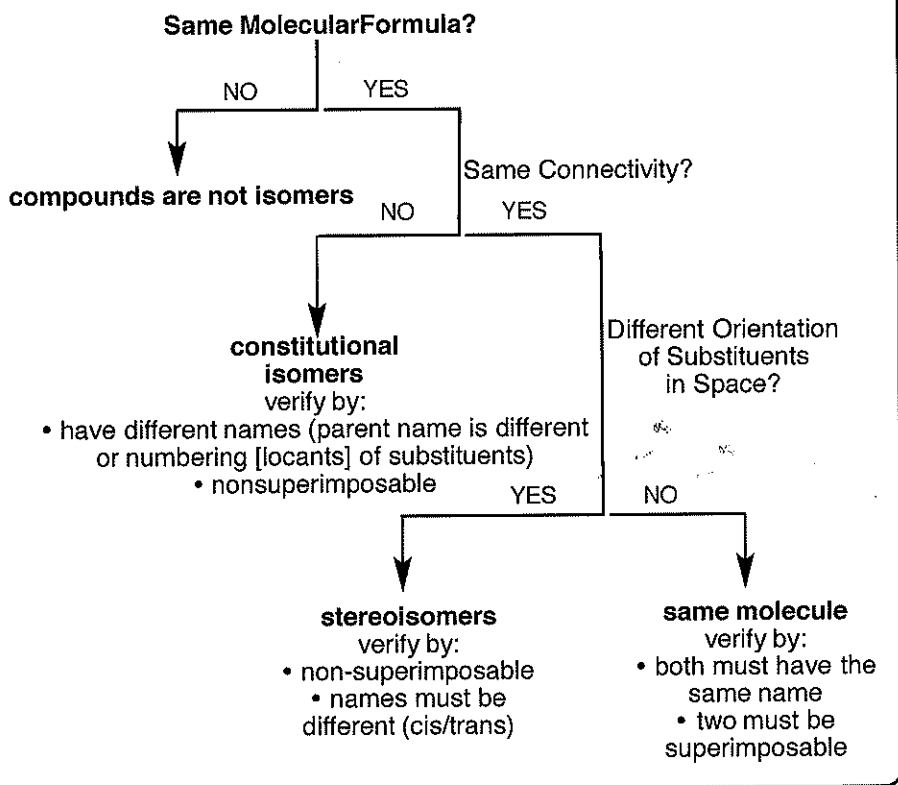 Same MolecularFormula?
NO
YES
compounds are not isomers
Same Connectivity?
NO
YES
constitutional
isomers
verify by:
• have different names (parent name is different
or numbering [locants] of substituents)
• nonsuperimposable
Different Orientation
of Substituents
in Space?
YES
NO
stereoisomers
verify by:
• non-superimposable
• names must be
different (cis/trans)
same molecule
verify by:
• both must have the
same name
• two must be
superimposable